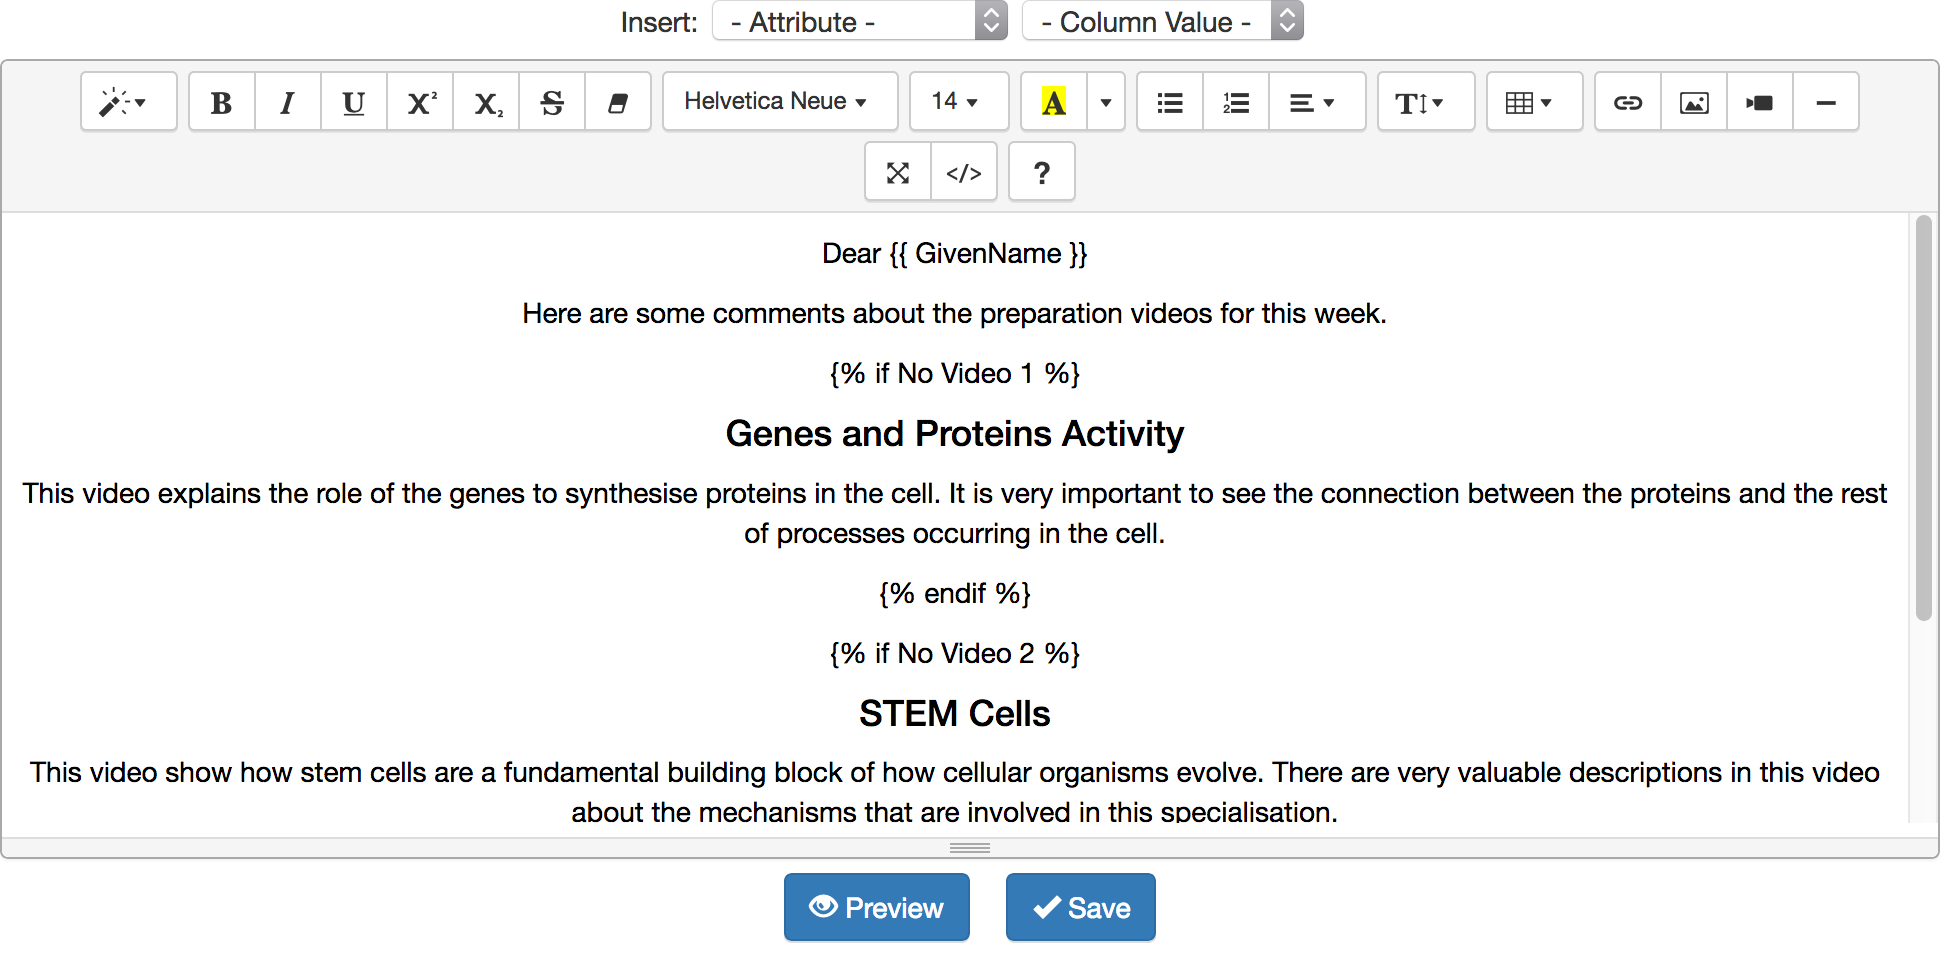 Insert: - Attribute - - Column Value -
B I U X² X₂ S Helvetica Neue 14 A T
</> ?
Dear {{ GivenName }}
Here are some comments about the preparation videos for this week.
{% if No Video 1 %}
Genes and Proteins Activity
This video explains the role of the genes to synthesise proteins in the cell. It is very important to see the connection between the proteins and the rest
of processes occurring in the cell.
{% endif %}
{% if No Video 2 %}
STEM Cells
This video show how stem cells are a fundamental building block of how cellular organisms evolve. There are very valuable descriptions in this video
about the mechanisms that are involved in this specialisation.
Preview Save